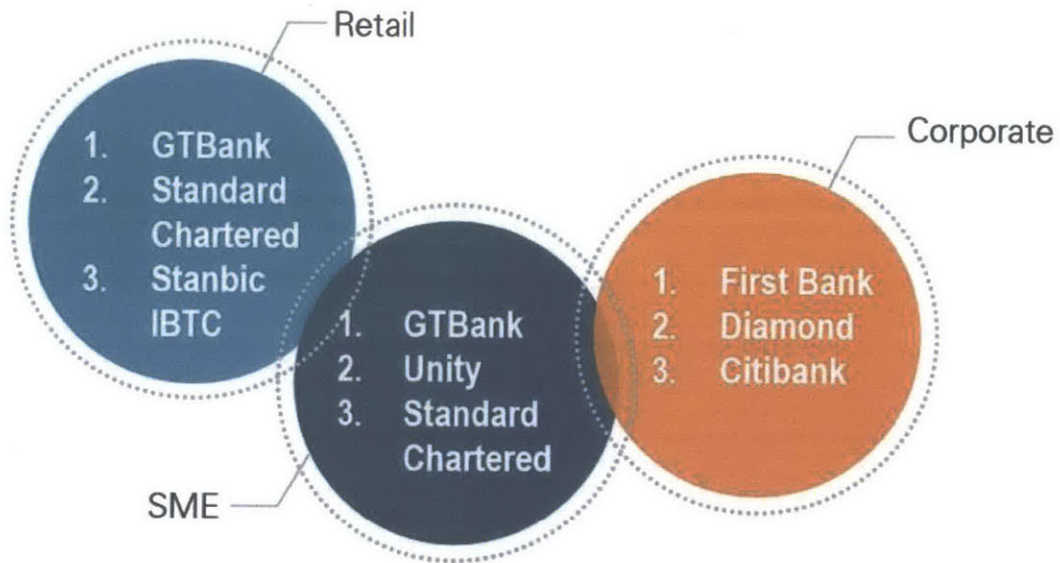 Retail
1. GTBank
2. Standard
Chartered
3. Stanbic
IBTC
SME
1. GTBank
2. Unity
3. Standard
Chartered
Corporate
1. First Bank
2. Diamond
3. Citibank